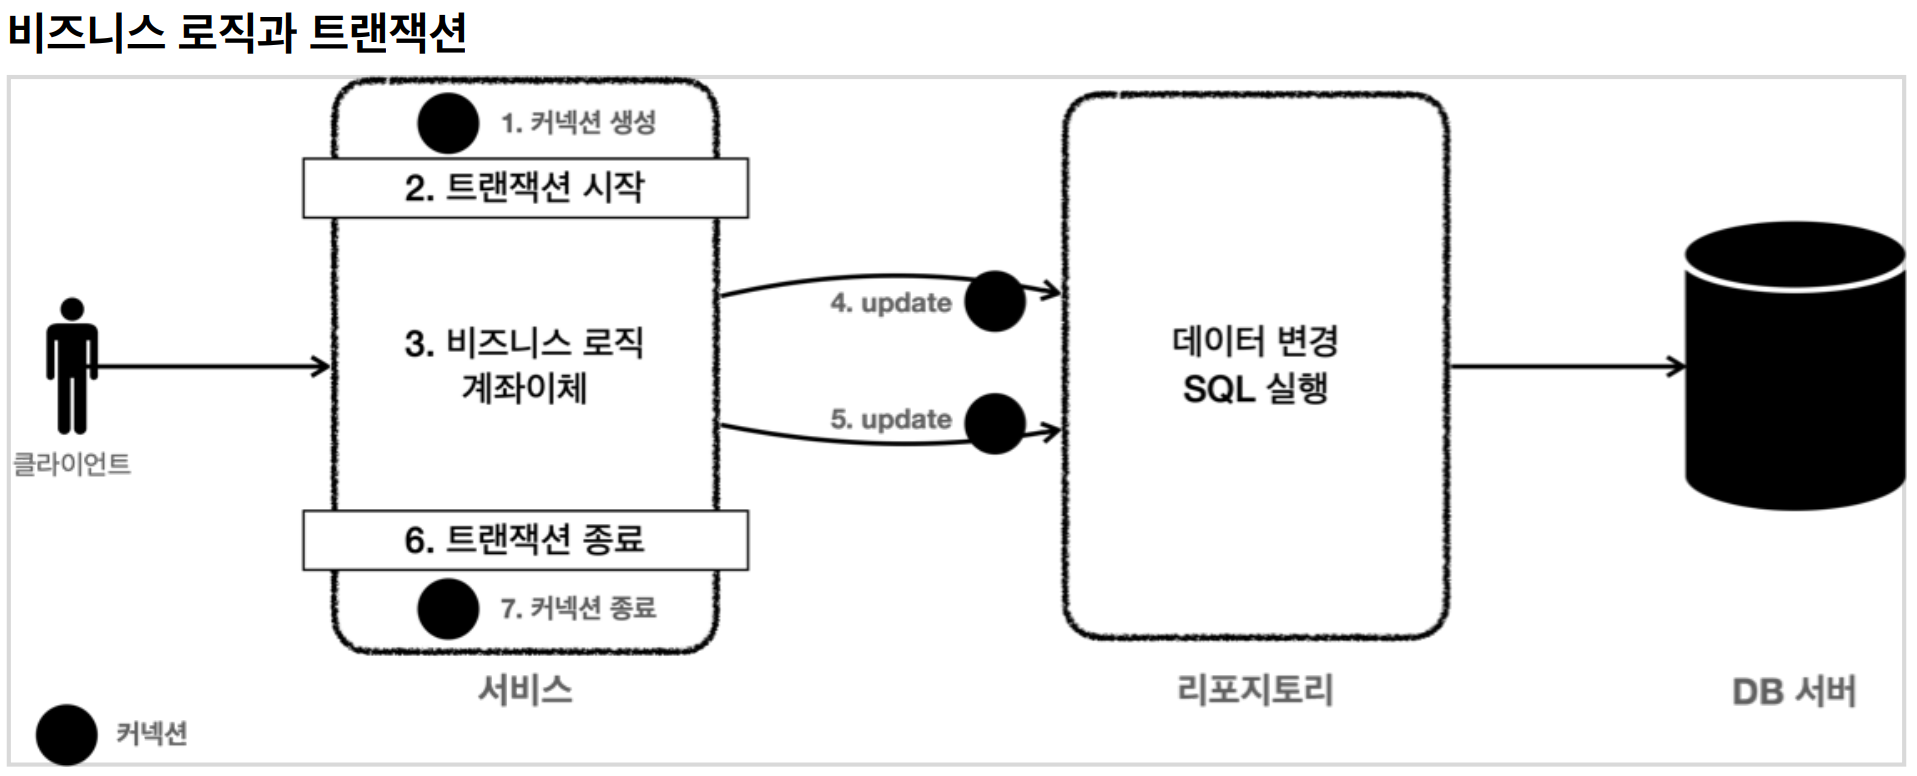 비즈니스 로직과 트랜잭션
1. 커넥션 생성
2. 트랜잭션 시작
3. 비즈니스 로직
계좌이체
4. update
5. update
6. 트랜잭션 종료
7. 커넥션 종료
데이터 변경
SQL 실행
클라이언트
서비스
리포지토리
DB 서버
커넥션